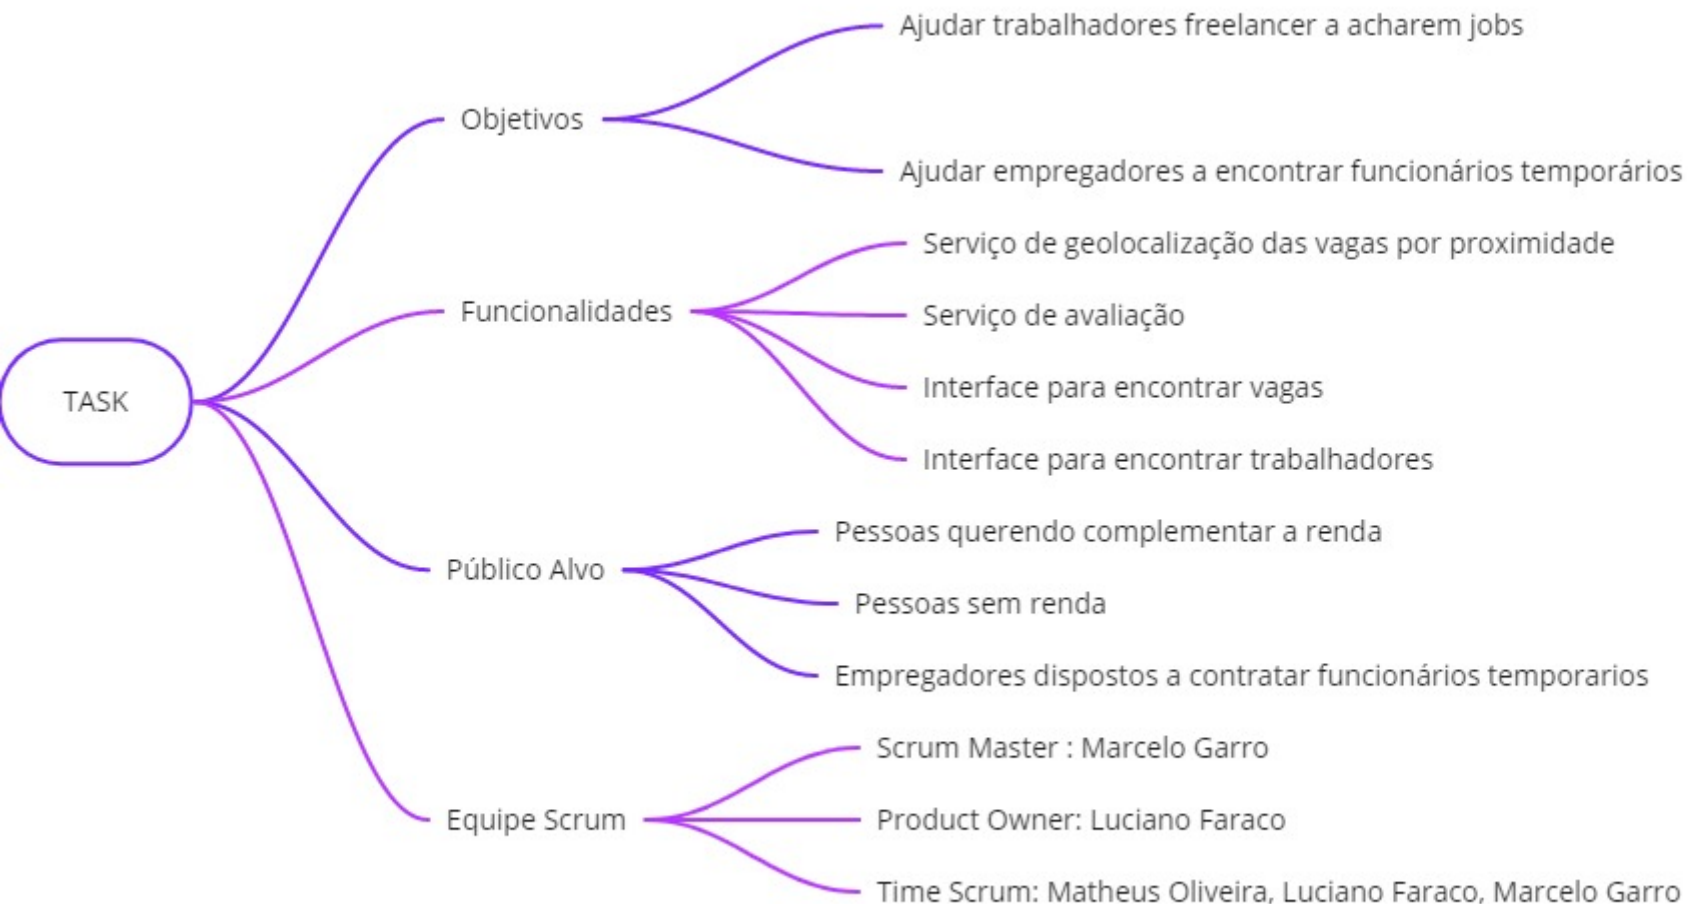 TASK
Objetivos
Ajudar trabalhadores freelancer a acharem jobs
Ajudar empregadores a encontrar funcionários temporários
Funcionalidades
Serviço de geolocalização das vagas por proximidade
Serviço de avaliação
Interface para encontrar vagas
Interface para encontrar trabalhadores
Público Alvo
Pessoas querendo complementar a renda
Pessoas sem renda
Empregadores dispostos a contratar funcionários temporarios
Equipe Scrum
Scrum Master : Marcelo Garro
Product Owner: Luciano Faraco
Time Scrum: Matheus Oliveira, Luciano Faraco, Marcelo Garro